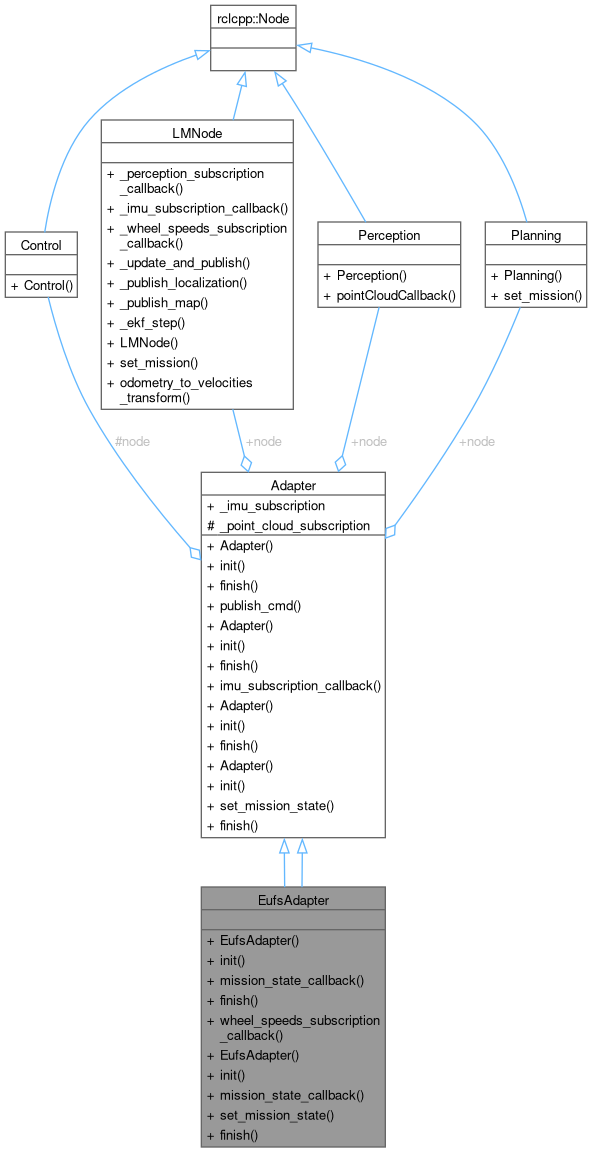 rclcpp::Node
LMNode
+ _perception_subscription
_callback()
+ _imu_subscription_callback()
+ _wheel_speeds_subscription
_callback()
+ _update_and_publish()
+ _publish_localization()
+ _publish_map()
+ _ekf_step()
+ LMNode()
+ set_mission()
+ odometry_to_velocities
_transform()
Control
+ Control()
Perception
+ Perception()
+ pointCloudCallback()
Planning
+ Planning()
+ set_mission()
#node
+node
+node
+node
Adapter
+ _imu_subscription
# _point_cloud_subscription
+ Adapter()
+ init()
+ finish()
+ publish_cmd()
+ Adapter()
+ init()
+ finish()
+ imu_subscription_callback()
+ Adapter()
+ init()
+ finish()
+ Adapter()
+ init()
+ set_mission_state()
+ finish()
EufsAdapter
+ EufsAdapter()
+ init()
+ mission_state_callback()
+ finish()
+ wheel_speeds_subscription
_callback()
+ EufsAdapter()
+ init()
+ mission_state_callback()
+ set_mission_state()
+ finish()